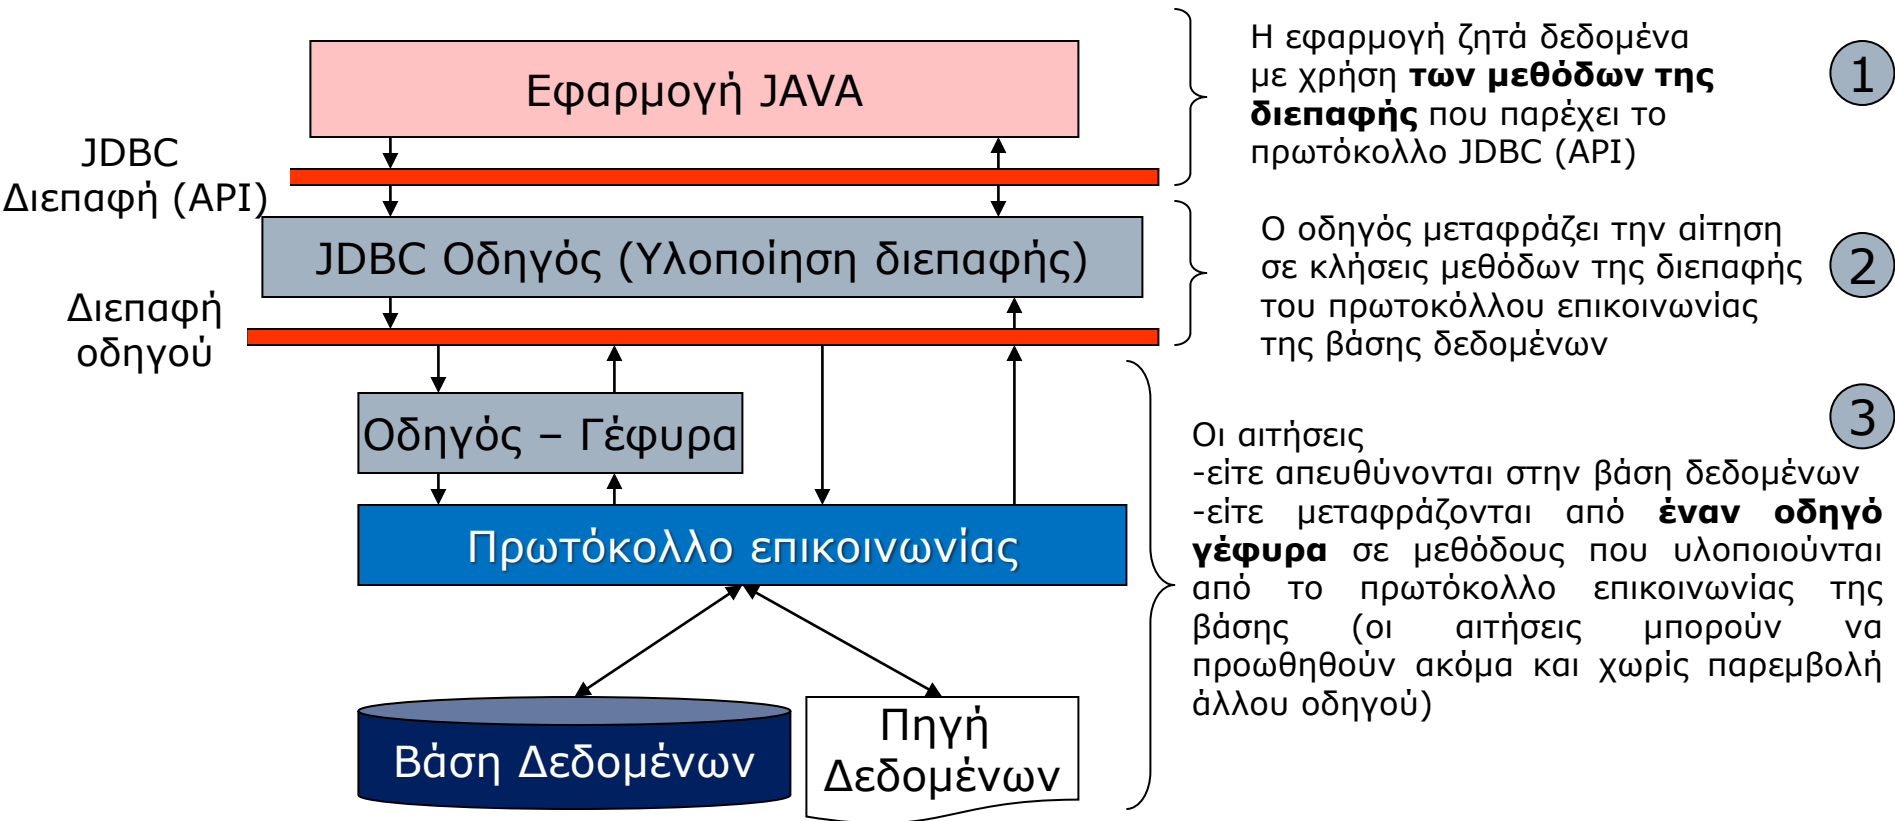 Εφαρμογή JAVA
JDBC
Διεπαφή (API)
JDBC Οδηγός (Υλοποίηση διεπαφής)
Διεπαφή
οδηγού
Οδηγός – Γέφυρα
Πρωτόκολλο επικοινωνίας
Βάση Δεδομένων
Πηγή
Δεδομένων
Η εφαρμογή ζητά δεδομένα
με χρήση των μεθόδων της
διεπαφής που παρέχει το
πρωτόκολλο JDBC (API)
1
Ο οδηγός μεταφράζει την αίτηση
σε κλήσεις μεθόδων της διεπαφής
του πρωτοκόλλου επικοινωνίας
της βάσης δεδομένων
2
3
Οι αιτήσεις
-είτε απευθύνονται στην βάση δεδομένων
-είτε μεταφράζονται από έναν οδηγό
γέφυρα σε μεθόδους που υλοποιούνται
από το πρωτόκολλο επικοινωνίας της
βάσης (οι αιτήσεις μπορούν να
προωθηθούν ακόμα και χωρίς παρεμβολή
άλλου οδηγού)